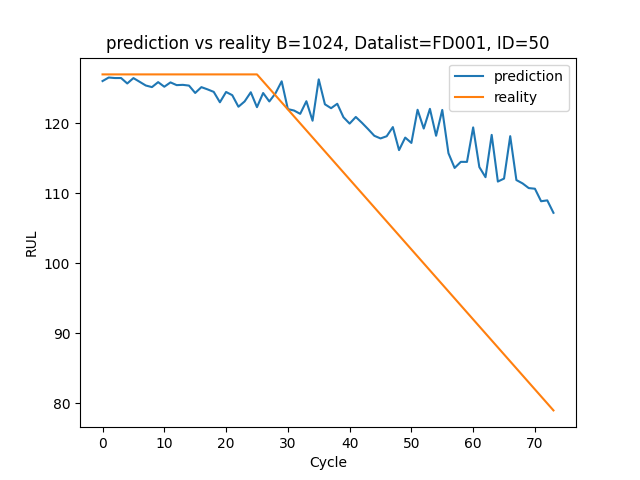 prediction vs reality B=1024, Datalist=FD001, ID=50
prediction
reality
120
110
100
90
80
RUL
0 10 20 30 40 50 60 70
Cycle